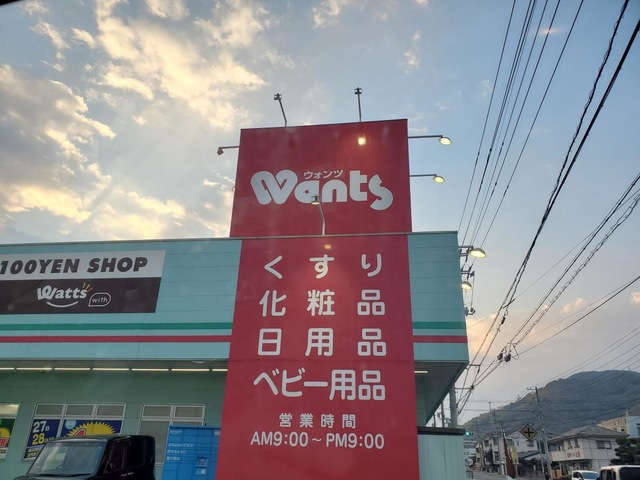 ウォンツ
Wants
100YEN SHOP
Watts with
くすり
化粧品
日用品
ベビー用品
営業時間
AM9:00～PM9:00
27
28